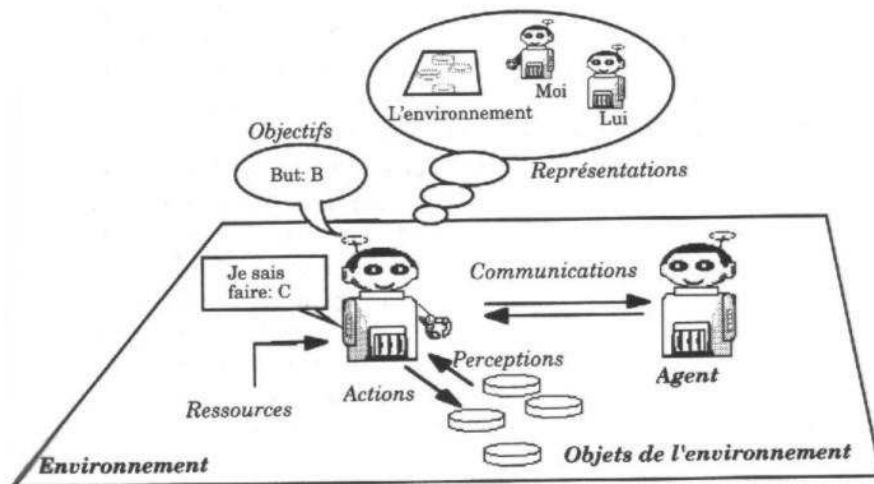 Moi
L'environnement
Lui
Objectifs
But: B
Représentations
Je sais
faire: C
Communications
Perceptions
Agent
Ressources
Actions
Environnement
Objets de l'environnement